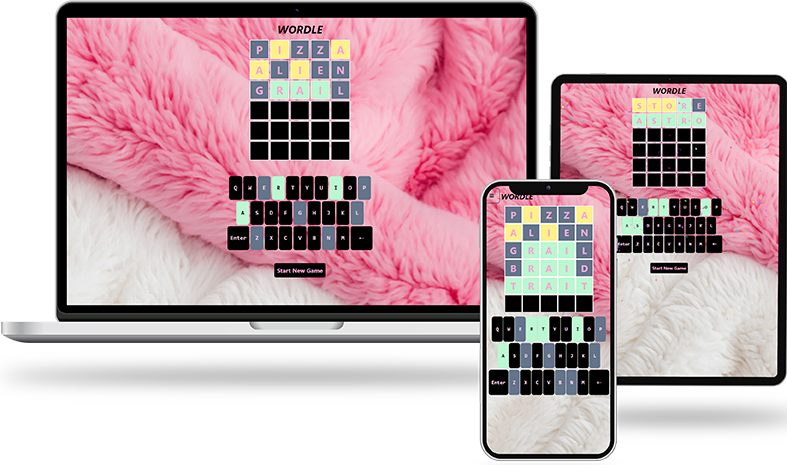 WORDLE
P I Z Z A
A L I E N
G R A I L
Q W E R T Y U I O P
A S D F G H J K L
Enter Z X C V B N M ←
Start New Game
WORDLE
S T O R E
A S T R O
Q W E R T Y U I O P
A S D F G H J K L
Enter Z X C V B N M ←
Start New Game
WORDLE
P I Z Z A
A L I E N
G R A I L
B R A I D
T R A I T
Q W E R T Y U I O P
A S D F G H J K L
Enter Z X C V B N M ←